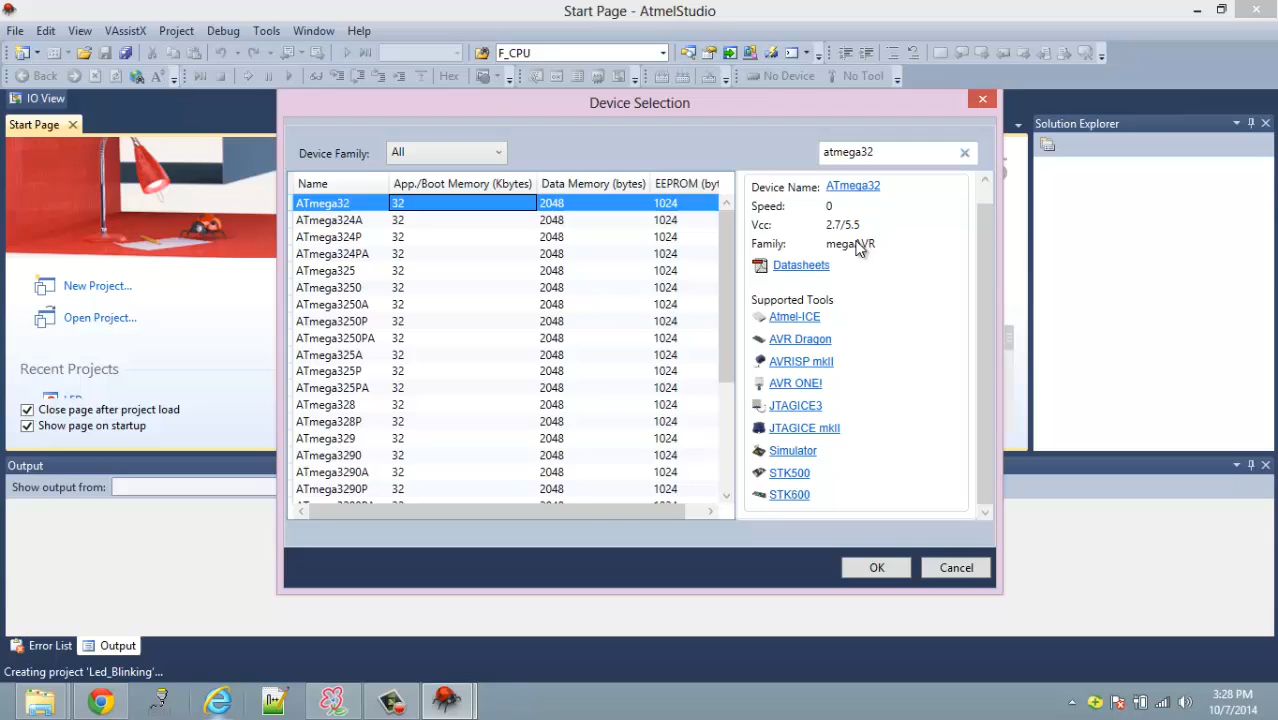 Start Page - AtmelStudio
File Edit View VAssistX Project Debug Tools Window Help
F_CPU
Back Hex No Device No Tool
IO View
Device Selection
Start Page
Solution Explorer
Device Family: All atmega32
Name App./Boot Memory (Kbytes) Data Memory (bytes) EEPROM (byt
ATmega32 32 2048 1024
ATmega324A 32 2048 1024
ATmega324P 32 2048 1024
ATmega324PA 32 2048 1024
ATmega325 32 2048 1024
ATmega3250 32 2048 1024
ATmega3250A 32 2048 1024
ATmega3250P 32 2048 1024
ATmega3250PA 32 2048 1024
ATmega325A 32 2048 1024
ATmega325P 32 2048 1024
ATmega325PA 32 2048 1024
ATmega328 32 2048 1024
ATmega328P 32 2048 1024
ATmega329 32 2048 1024
ATmega3290 32 2048 1024
ATmega3290A 32 2048 1024
ATmega3290P 32 2048 1024
Device Name: ATmega32
Speed: 0
Vcc: 2.7/5.5
Family: megaAVR
Datasheets
Supported Tools
Atmel-ICE
AVR Dragon
AVRISP mkII
AVR ONE!
JTAGICE3
JTAGICE mkII
Simulator
STK500
STK600
New Project...
Open Project...
Recent Projects
Close page after project load
Show page on startup
OK Cancel
Output
Show output from:
Error List Output
Creating project 'Led_Blinking'...
3:28 PM
10/7/2014